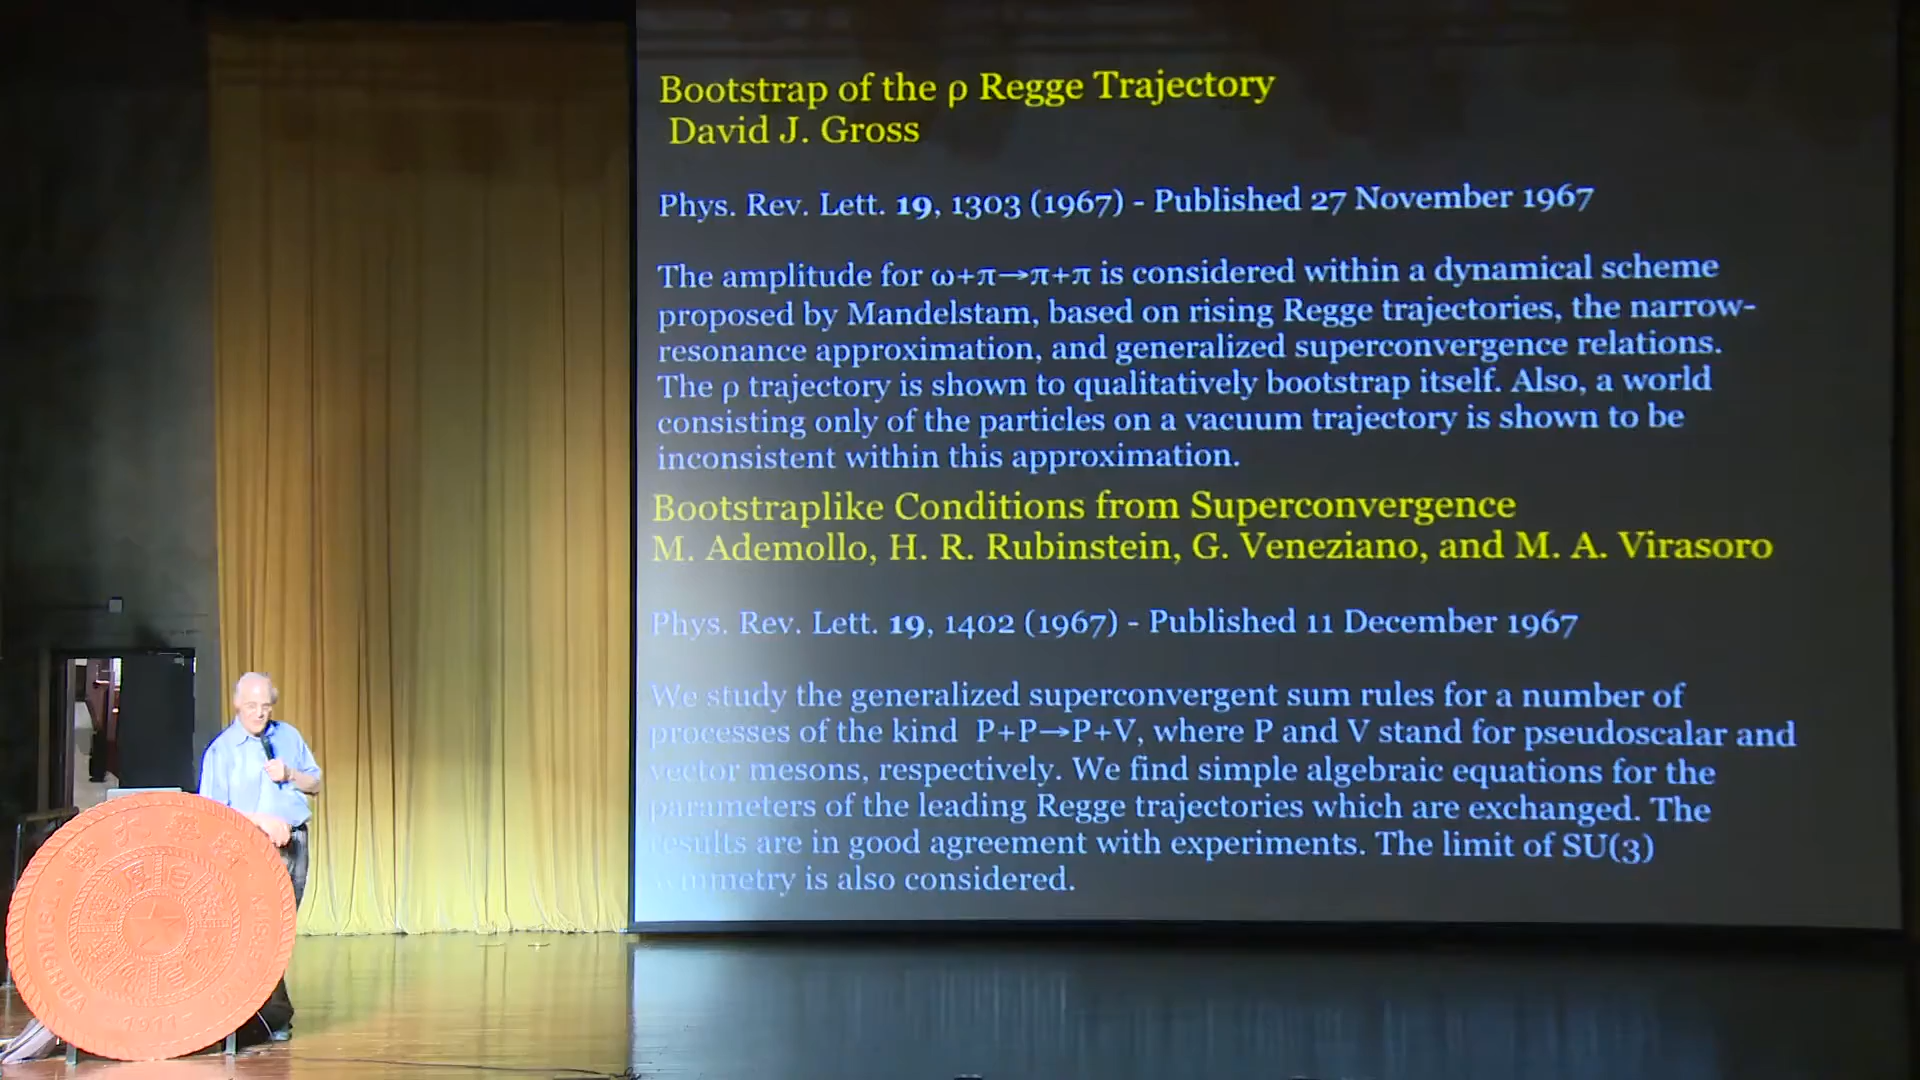 Bootstrap of the ρ Regge Trajectory
David J. Gross
Phys. Rev. Lett. 19, 1303 (1967) - Published 27 November 1967
The amplitude for ω+π→π+π is considered within a dynamical scheme
proposed by Mandelstam, based on rising Regge trajectories, the narrow-
resonance approximation, and generalized superconvergence relations.
The ρ trajectory is shown to qualitatively bootstrap itself. Also, a world
consisting only of the particles on a vacuum trajectory is shown to be
inconsistent within this approximation.
Bootstraplike Conditions from Superconvergence
M. Ademollo, H. R. Rubinstein, G. Veneziano, and M. A. Virasoro
Phys. Rev. Lett. 19, 1402 (1967) - Published 11 December 1967
We study the generalized superconvergent sum rules for a number of
processes of the kind P+P→P+V, where P and V stand for pseudoscalar and
vector mesons, respectively. We find simple algebraic equations for the
parameters of the leading Regge trajectories which are exchanged. The
results are in good agreement with experiments. The limit of SU(3)
symmetry is also considered.
TSINGHUA UNIVERSITY
-1911-